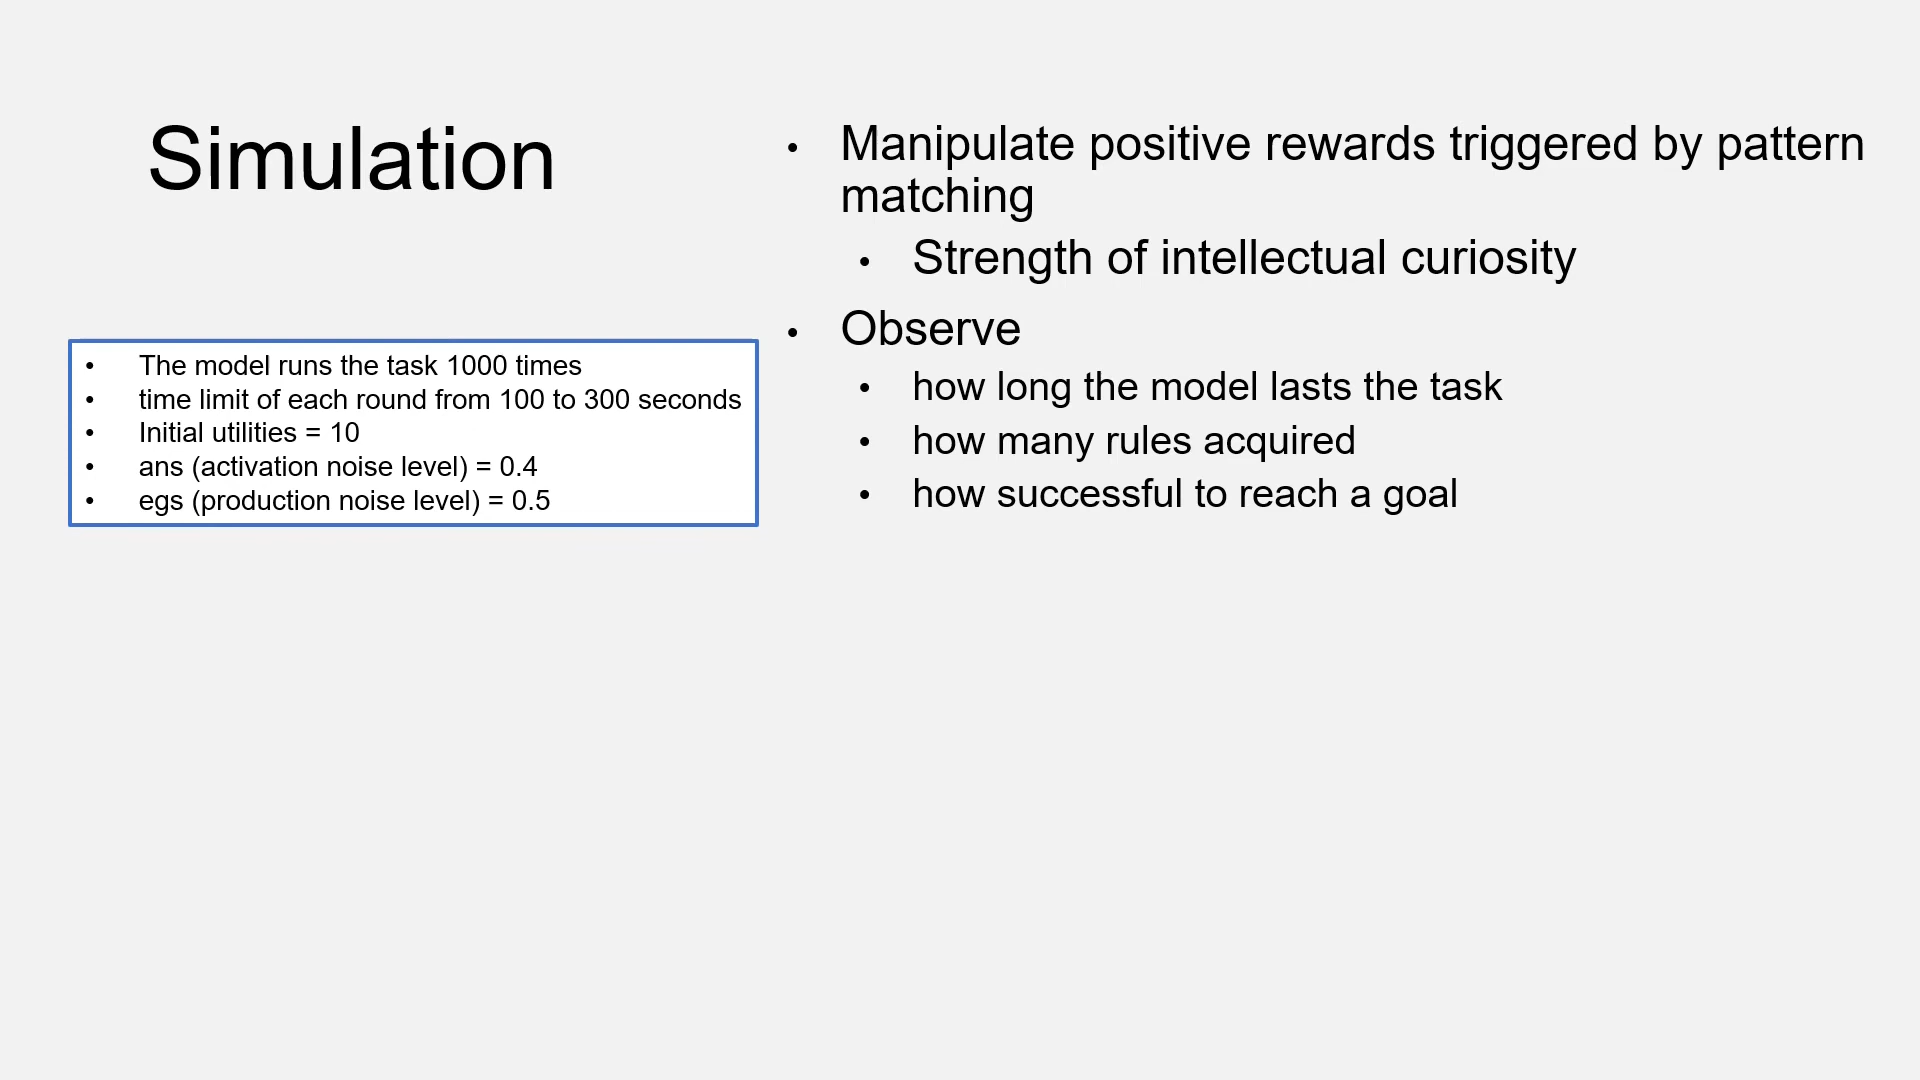 Simulation
• The model runs the task 1000 times
• time limit of each round from 100 to 300 seconds
• Initial utilities = 10
• ans (activation noise level) = 0.4
• egs (production noise level) = 0.5
• Manipulate positive rewards triggered by pattern
matching
• Strength of intellectual curiosity
• Observe
• how long the model lasts the task
• how many rules acquired
• how successful to reach a goal